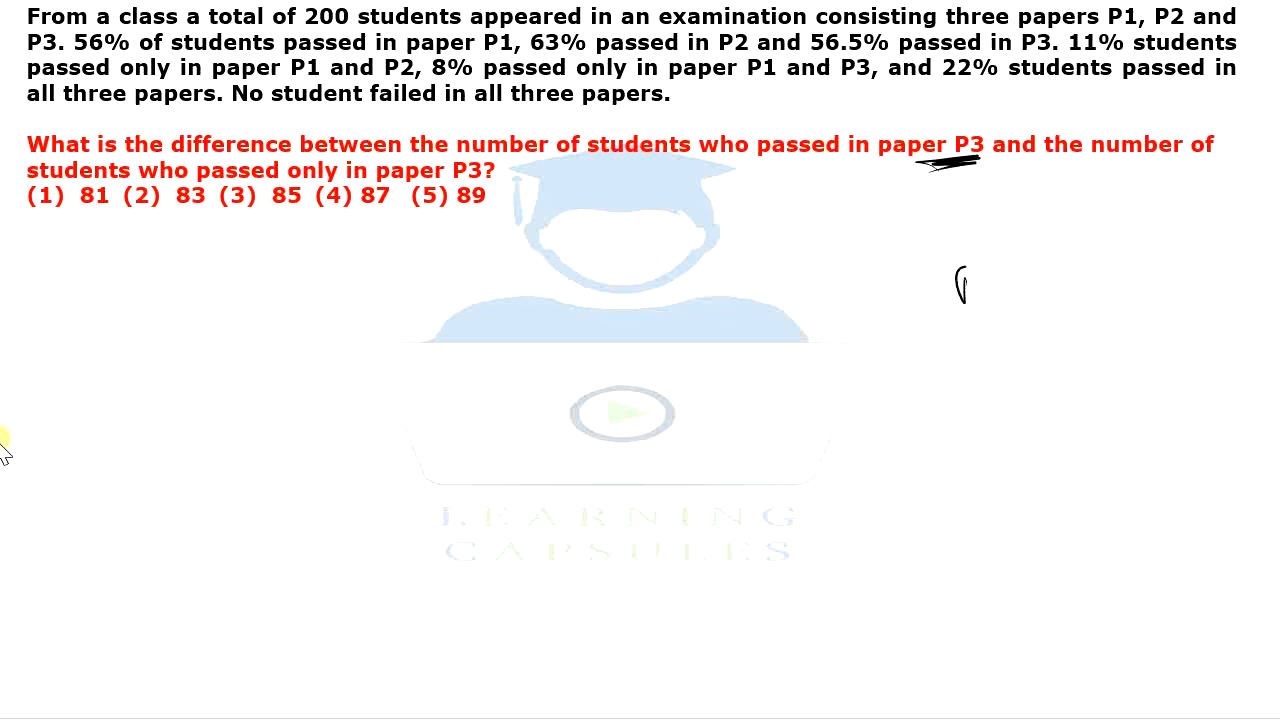 From a class a total of 200 students appeared in an examination consisting three papers P1, P2 and
P3. 56% of students passed in paper P1, 63% passed in P2 and 56.5% passed in P3. 11% students
passed only in paper P1 and P2, 8% passed only in paper P1 and P3, and 22% students passed in
all three papers. No student failed in all three papers.
What is the difference between the number of students who passed in paper P3 and the number of
students who passed only in paper P3?
(1) 81 (2) 83 (3) 85 (4) 87 (5) 89
LEARNING
CAPSULES